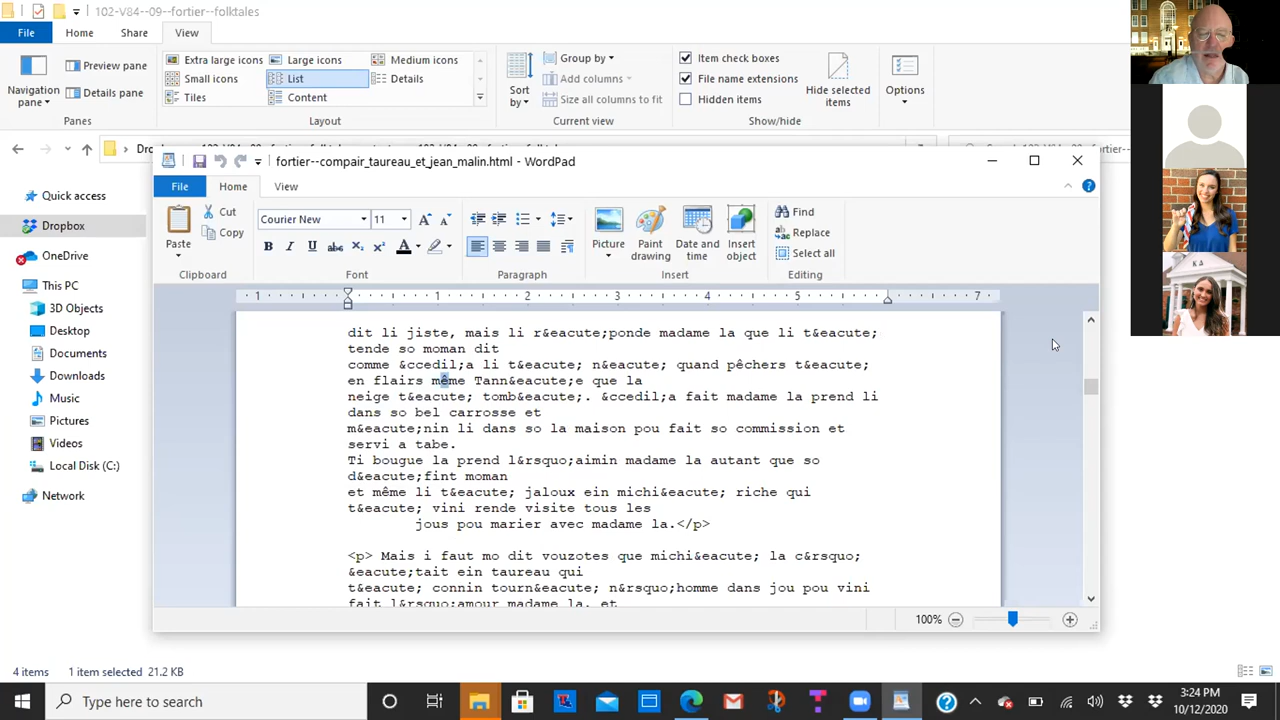 102-V84--09--fortier--folktales
File
Home
Share
View
Navigation pane
Preview pane
Details pane
Panes
Extra large icons
Large icons
Medium icons
Small icons
List
Details
Tiles
Content
Layout
Sort by
Group by
Add columns
Size all columns to fit
Current view
Item check boxes
File name extensions
Hidden items
Hide selected items
Show/hide
Options
fortier--compair_taureau_et_jean_malin.html - WordPad
File
Home
View
Paste
Cut
Copy
Clipboard
Courier New
11
Font
Paragraph
Picture
Paint drawing
Date and time
Insert object
Insert
Find
Replace
Select all
Editing
Quick access
Dropbox
OneDrive
This PC
3D Objects
Desktop
Documents
Downloads
Music
Pictures
Videos
Local Disk (C:)
Network
1 1 2 3 4 5 7
dit li jiste, mais li r&eacute;ponde madame la que li t&eacute;
tende so moman dit
comme &ccedil;a li t&eacute; n&eacute; quand pêchers t&eacute;
en flairs même Tann&eacute;e que la
neige t&eacute; tomb&eacute;. &ccedil;a fait madame la prend li
dans so bel carrosse et
m&eacute;nin li dans so la maison pou fait so commission et
servi a tabe.
Ti bougue la prend l&rsquo;aimin madame la autant que so
d&eacute;fint moman
et même li t&eacute; jaloux ein michi&eacute; riche qui
t&eacute; vini rende visite tous les
jous pou marier avec madame la.</p>
<p> Mais i faut mo dit vouzotes que michi&eacute; la c&rsquo;
&eacute;tait ein taureau qui
t&eacute; connin tourn&eacute; n&rsquo;homme dans jou pou vini
fait l&rsquo;amour madame la, et
100%
4 items
1 item selected 21.2 KB
Type here to search
3:24 PM
10/12/2020